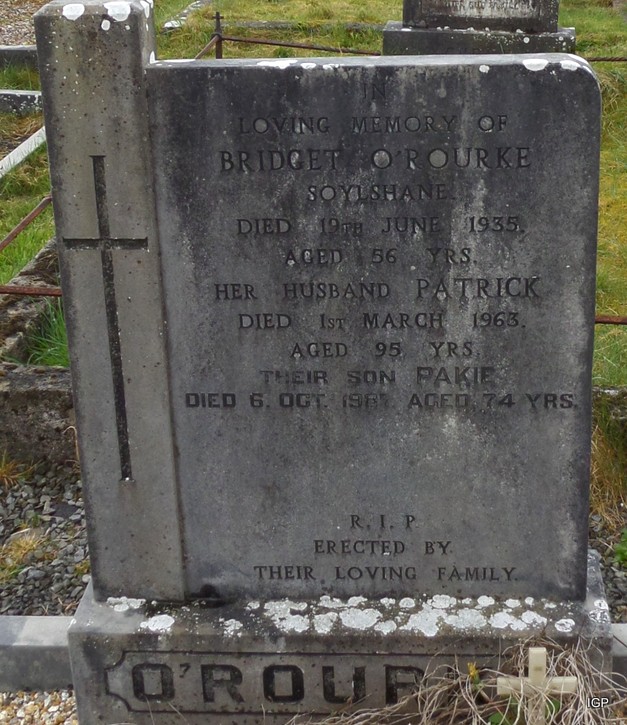 IN
LOVING MEMORY OF
BRIDGET O'ROURKE
SOYLSHANE.
DIED 19TH JUNE 1935.
AGED 56 YRS.
HER HUSBAND PATRICK
DIED 1ST MARCH 1963.
AGED 95 YRS.
THEIR SON PAKIE
DIED 6. OCT. AGED 74 YRS.
R. I. P.
ERECTED BY
THEIR LOVING FAMILY.
O'ROUR
IGP